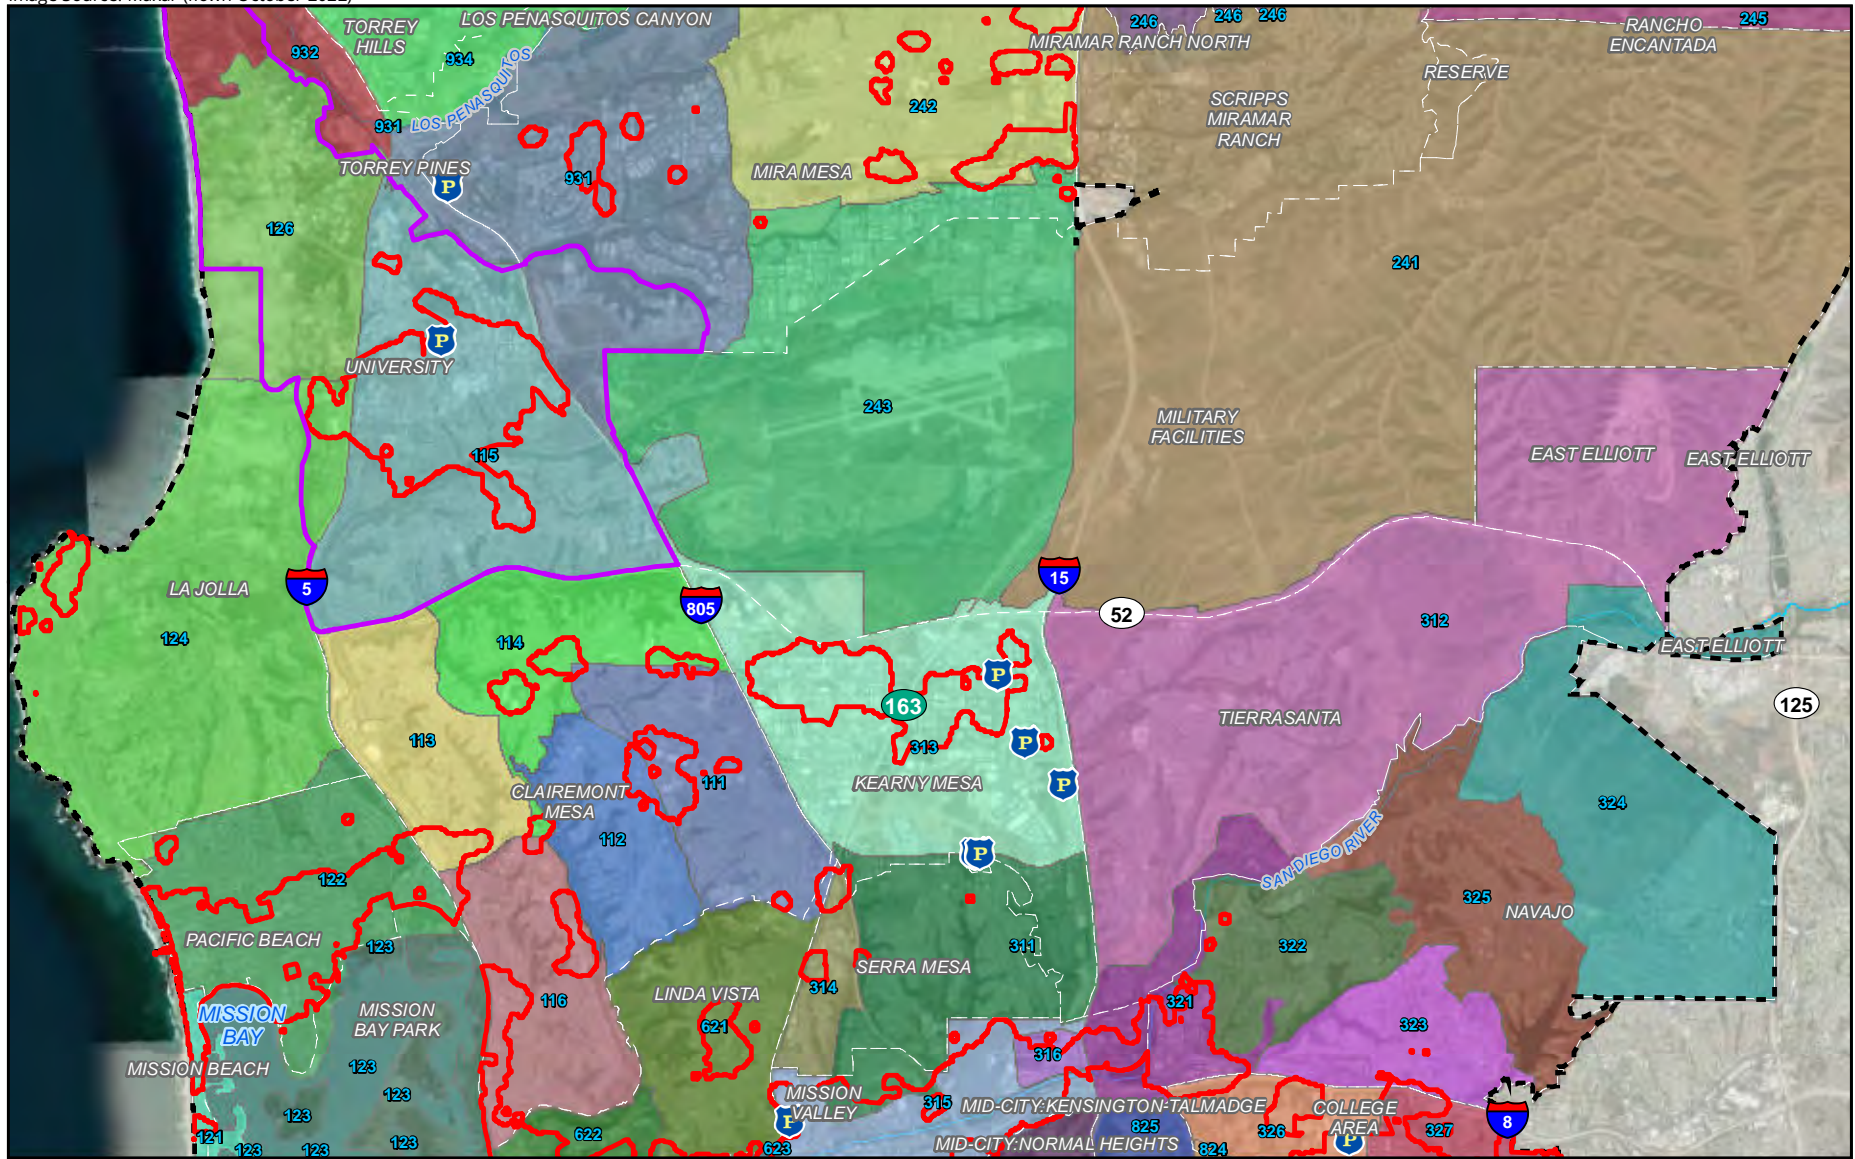 Image Source: Maxar (flown October 2022)
LOS PENASQUITOS CANYON
TORREY
HILLS
932
934
LOS-PENASQUITOS
931
TORREY PINES
P
931
126
246
246
246
MIRAMAR RANCH NORTH
245
RANCHO
ENCANTADA
RESERVE
SCRIPPS
MIRAMAR
RANCH
242
MIRA MESA
241
P
UNIVERSITY
115
243
MILITARY
FACILITIES
EAST ELLIOTT
EAST ELLIOTT
LA JOLLA
124
5
805
15
52
312
EAST ELLIOTT
125
114
113
CLAIREMONT
MESA
112
111
163
313
KEARNY MESA
P
P
P
P
TIERRASANTA
324
SAN DIEGO RIVER
325
NAVAJO
122
PACIFIC BEACH
123
MISSION
BAY
MISSION
BAY PARK
MISSION BEACH
123
123
123
123
123
123
121
116
LINDA VISTA
621
314
SERRA MESA
311
322
321
323
316
315
MISSION
VALLEY
P
622
623
MID-CITY:KENSINGTON-TALMADGE
MID-CITY:NORMAL HEIGHTS
825
824
326
COLLEGE
AREA
P
327
8